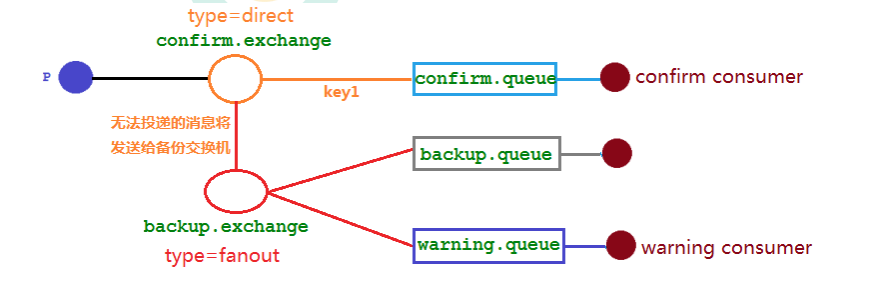 type=direct
confirm.exchange
P
confirm.queue
confirm consumer
key1
无法投递的消息将
发送给备份交换机
backup.queue
backup.exchange
warning.queue
warning consumer
type=fanout